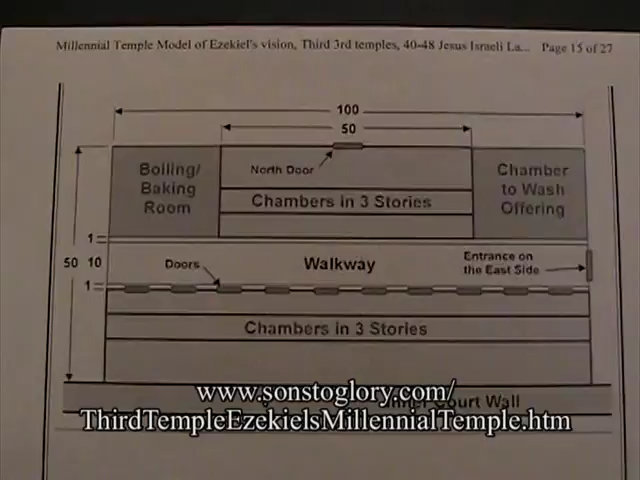 Millennial Temple Model of Ezekiel's vision, Third 3rd temples, 40-48 Jesus Israeli La... Page 15 of 27
100
50
Boiling/
Baking
Room
North Door
Chambers in 3 Stories
Chamber
to Wash
Offering
1
50 10
Doors
Walkway
Entrance on
the East Side
1
Chambers in 3 Stories
Court Wall
www.sonstoglory.com/
ThirdTempleEzekielsMillennialTemple.htm